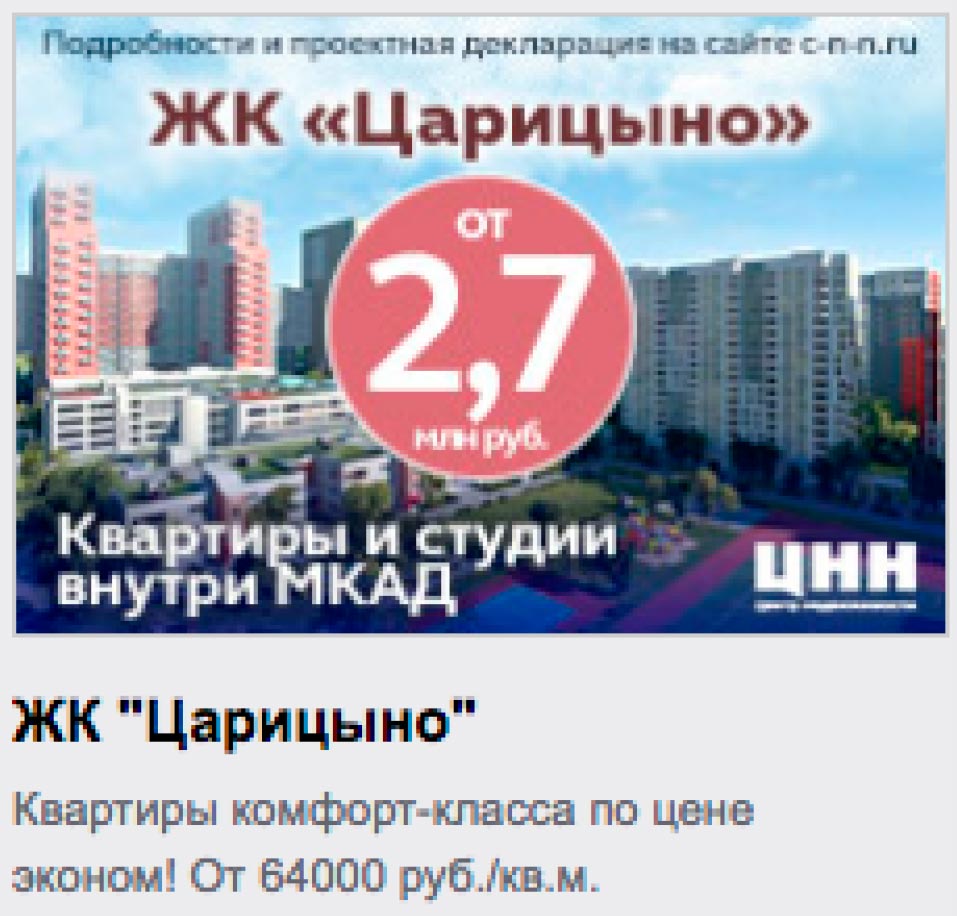 Подробности и проектная декларация на сайте c-n-n.ru
ЖК «Царицыно»
от
2,7
млн руб.
Квартиры и студии
внутри МКАД
ЦНН
ЖК "Царицыно"
Квартиры комфорт-класса по цене
эконом! От 64000 руб./кв.м.